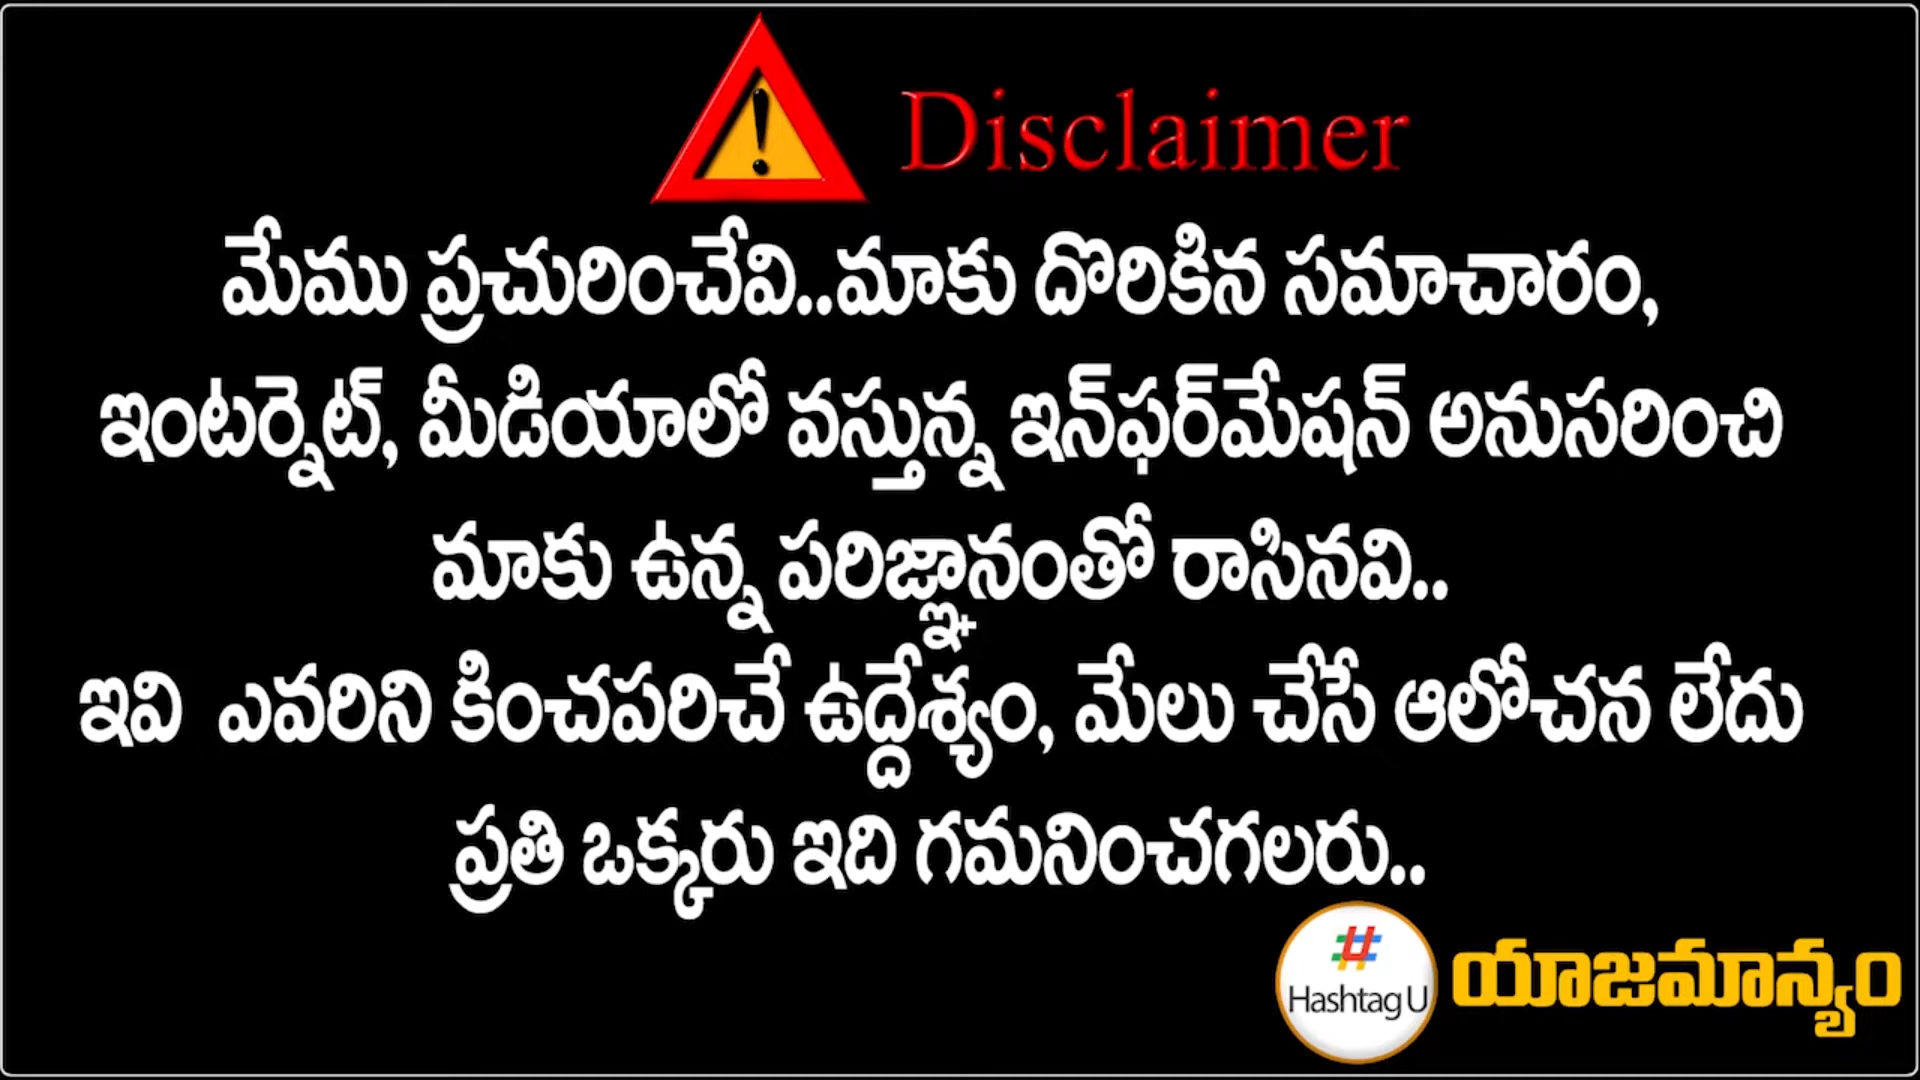 Disclaimer
మేము ప్రచురించేవి..మాకు దొరికిన సమాచారం,
ఇంటర్నెట్, మీడియాలో వస్తున్న ఇన్‌ఫర్‌మేషన్ అనుసరించి
మాకు ఉన్న పరిజ్ఞానంతో రాసినవి..
ఇవి ఎవరిని కించపరిచే ఉద్దేశ్యం, మేలు చేసే ఆలోచన లేదు
ప్రతి ఒక్కరు ఇది గమనించగలరు..
Hashtag U
యాజమాన్యం